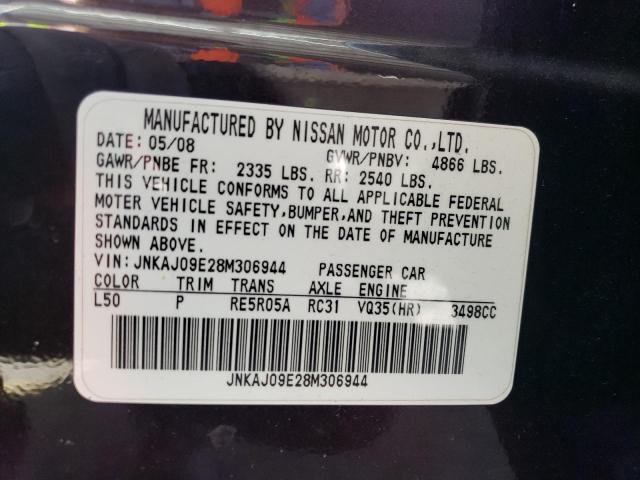 MANUFACTURED BY NISSAN MOTOR CO.,LTD.
DATE: 05/08 GVWR/PNBV: 4866 LBS.
GAWR/PNBE FR: 2335 LBS. RR: 2540 LBS.
THIS VEHICLE CONFORMS TO ALL APPLICABLE FEDERAL
MOTOR VEHICLE SAFETY,BUMPER,AND THEFT PREVENTION
STANDARDS IN EFFECT ON THE DATE OF MANUFACTURE
SHOWN ABOVE.
VIN:JNKAJ09E28M306944 PASSENGER CAR
COLOR TRIM TRANS AXLE ENGINE
L50 P RE5R05A RC31 VQ35(HR) 3498CC
JNKAJ09E28M306944